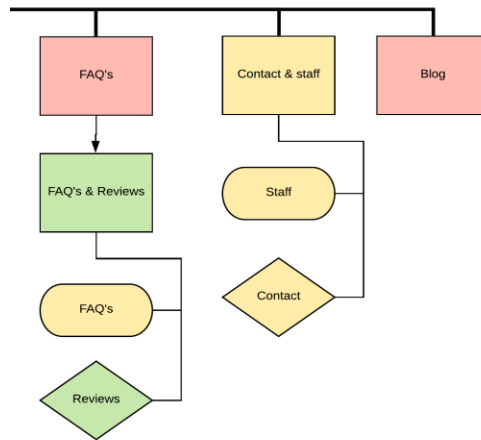 FAQ's
Contact & staff
Blog
FAQ's & Reviews
Staff
FAQ's
Contact
Reviews